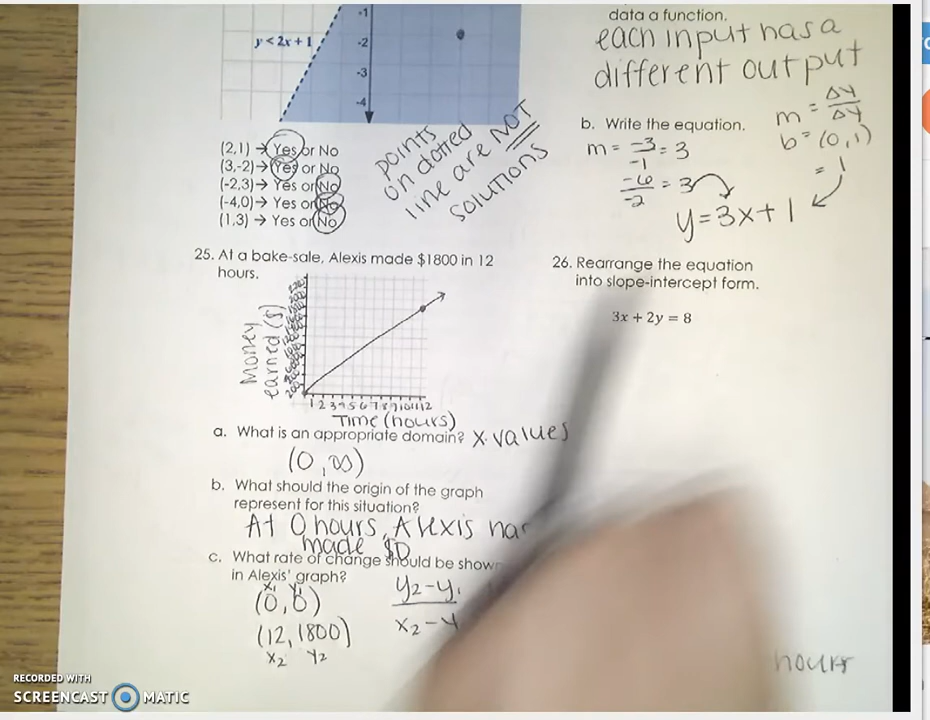 -1
y < 2x + 1
-2
-3
-4
(2,1) → Yes or No
(3,-2) → Yes or No
(-2,3) → Yes or No
(-4,0) → Yes or No
(1,3) → Yes or No
points
on dotted
line are NOT
solutions
data a function.
each input has a
different output
b. Write the equation.
m = -3/-1 = 3
-6/-2 = 3
y = 3x + 1
m = ΔY/ΔY
b = (0,1)
= 1
25. At a bake-sale, Alexis made $1800 in 12
hours.
Money
earned ($)
1 2 3 4 5 6 7 8 9 10 11 12
Time (hours)
a. What is an appropriate domain? x-values
(0, ∞)
b. What should the origin of the graph
represent for this situation?
At 0 hours, Alexis has
made $0
c. What rate of change should be shown
in Alexis' graph?
x₁ y₁
(0, 0)
(12, 1800)
x₂ y₂
y₂ - y₁
x₂ -
26. Rearrange the equation
into slope-intercept form.
3x + 2y = 8
hours
RECORDED WITH
SCREENCAST MATIC